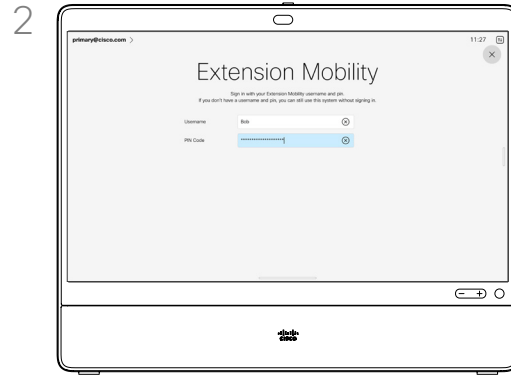 2
primary@cisco.com
11:27
Extension Mobility
Sign in with your Extension Mobility username and pin.
If you don't have a username and pin, you can still use this system without signing in.
Username Bob
PIN Code ********************
CISCO